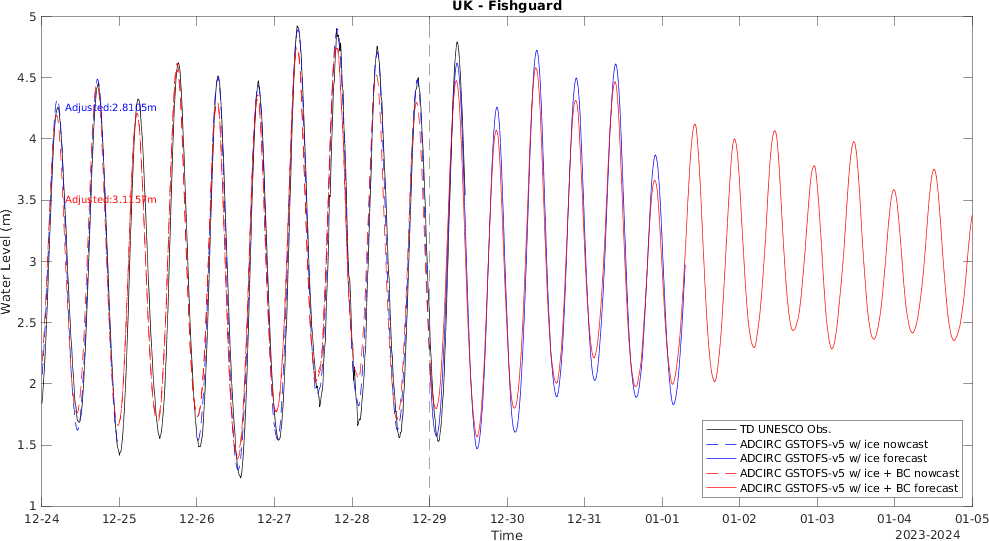 UK - Fishguard
5
4.5
4
3.5
3
2.5
2
1.5
1
Water Level (m)
Adjusted:2.8105m
Adjusted:3.1157m
TD UNESCO Obs.
ADCIRC GSTOFS-v5 w/ ice nowcast
ADCIRC GSTOFS-v5 w/ ice forecast
ADCIRC GSTOFS-v5 w/ ice + BC nowcast
ADCIRC GSTOFS-v5 w/ ice + BC forecast
12-24 12-25 12-26 12-27 12-28 12-29 12-30 12-31 01-01 01-02 01-03 01-04 01-05
Time
2023-2024